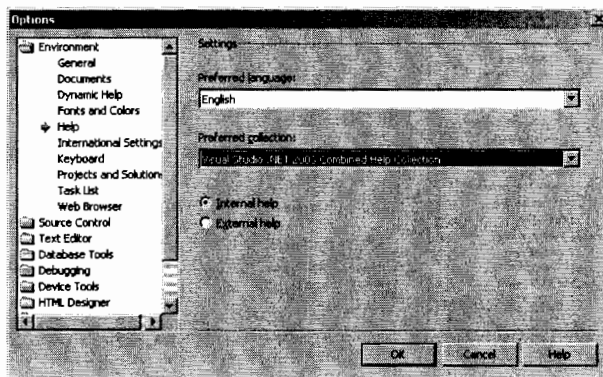 Options
Environment
General
Documents
Dynamic Help
Fonts and Colors
Help
International Settings
Keyboard
Projects and Solution
Task List
Web Browser
Source Control
Text Editor
Database Tools
Debugging
Device Tools
HTML Designer
Settings
Preferred language:
English
Preferred collection:
Visual Studio .NET 2003 Combined Help Collection
Internal help
External help
OK
Cancel
Help